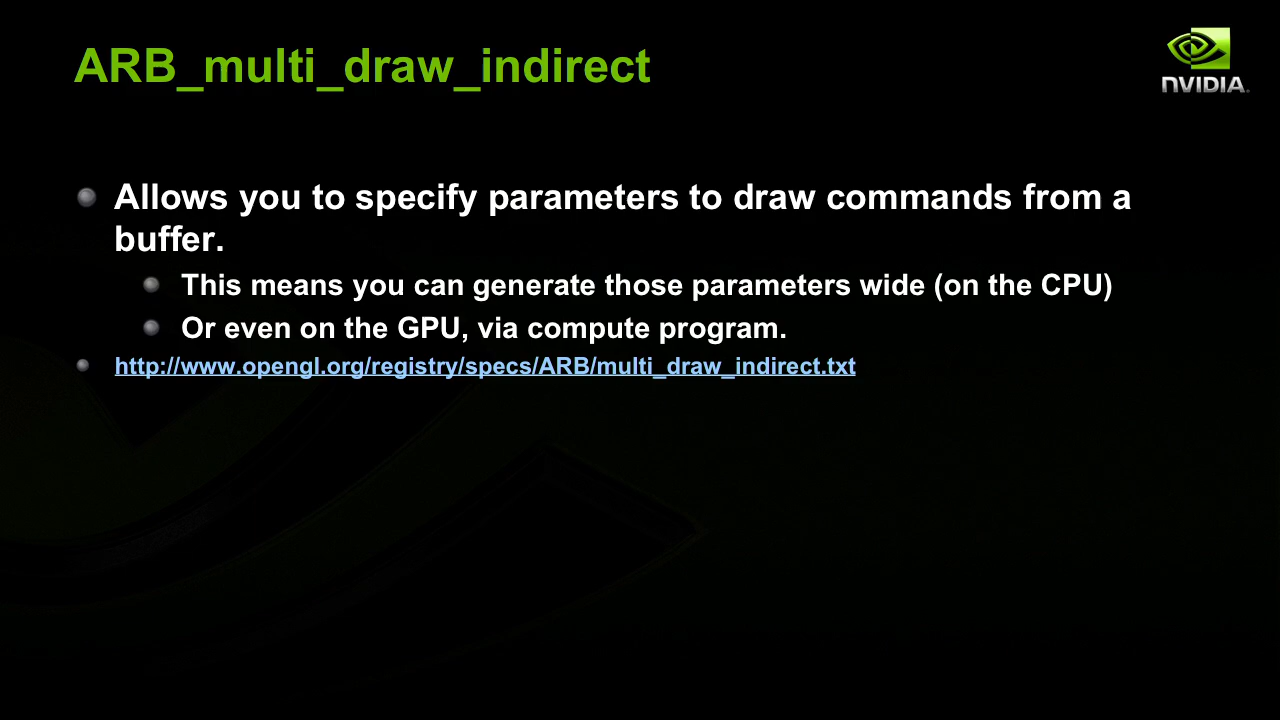 ARB_multi_draw_indirect
NVIDIA.
Allows you to specify parameters to draw commands from a
buffer.
This means you can generate those parameters wide (on the CPU)
Or even on the GPU, via compute program.
http://www.opengl.org/registry/specs/ARB/multi_draw_indirect.txt